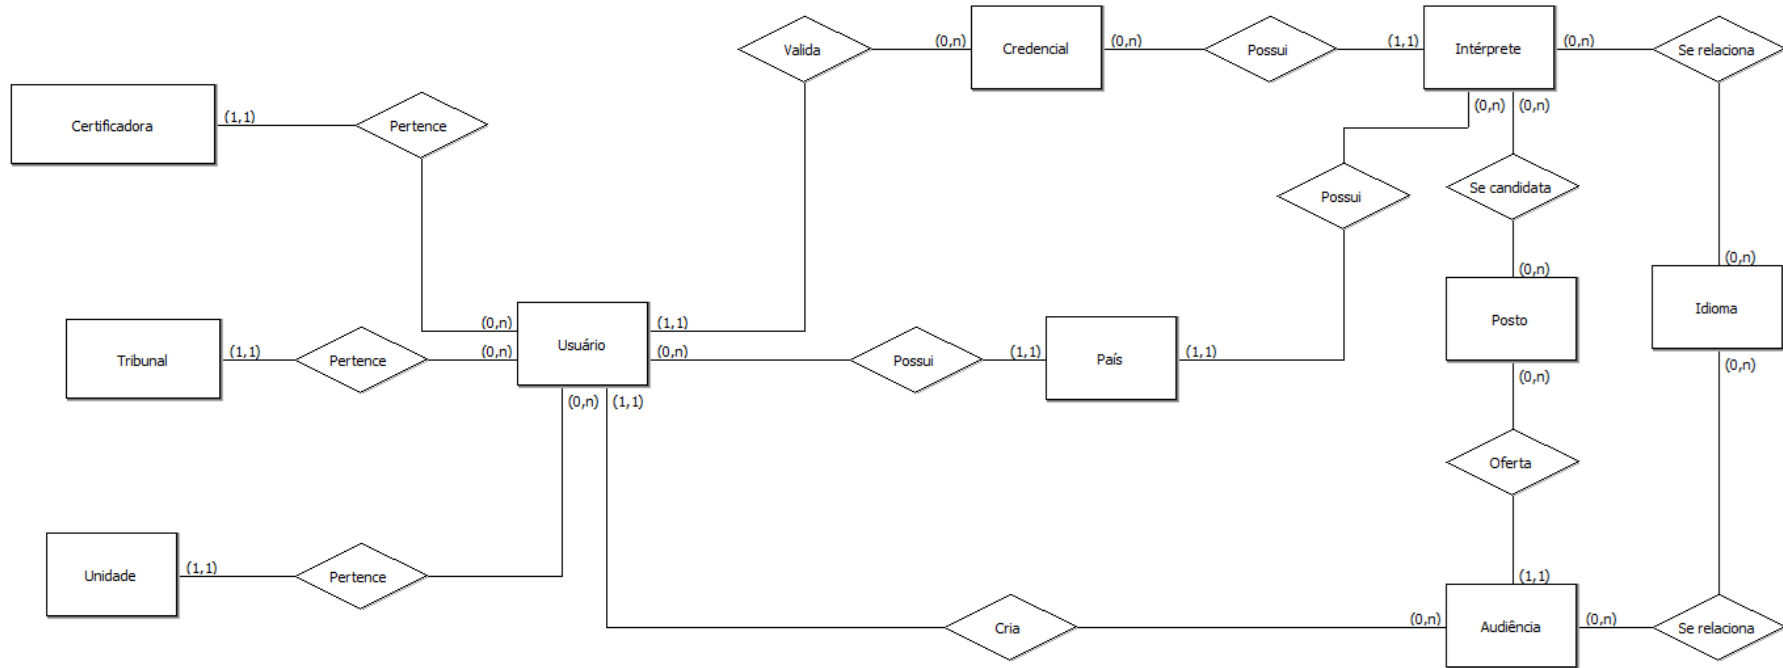 Valida
(0,n)
Credencial
(0,n)
Possui
(1,1)
Intérprete
(0,n)
Se relaciona
(0,n)
(0,n)
Certificadora
(1,1)
Pertence
Possui
Se candidata
(0,n)
(0,n)
(0,n)
(1,1)
Tribunal
(1,1)
Pertence
(0,n)
Usuário
(0,n)
Possui
(1,1)
País
(1,1)
Posto
Idioma
(0,n)
(0,n)
(0,n)
(1,1)
Oferta
Unidade
(1,1)
Pertence
(1,1)
Cria
(0,n)
Audiência
(0,n)
Se relaciona